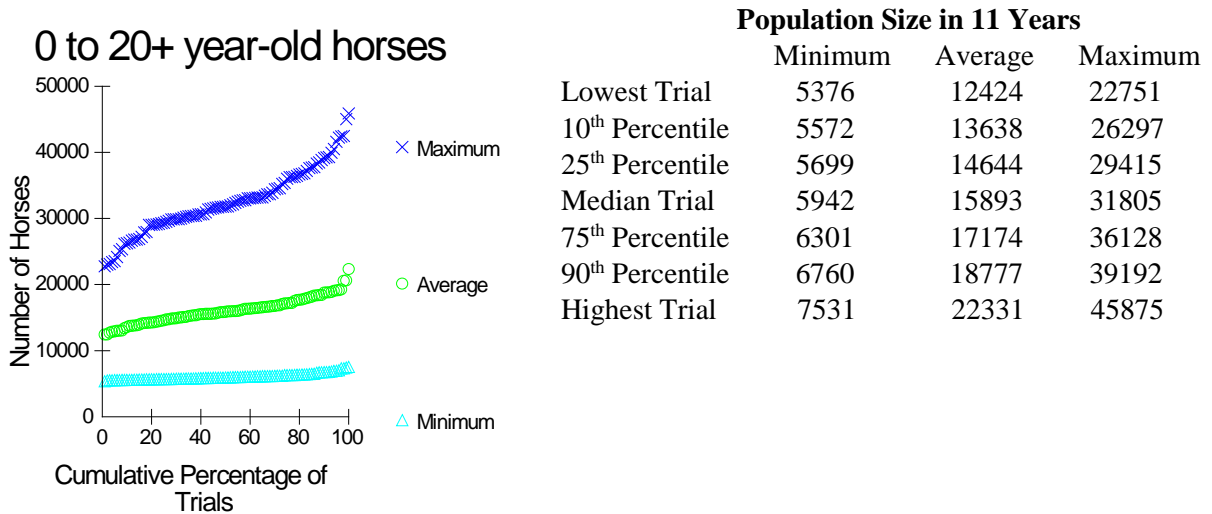 0 to 20+ year-old horses
50000
40000
30000
20000
10000
0
Number of Horses
0 20 40 60 80 100
Cumulative Percentage of
Trials
Maximum
Average
Minimum
Population Size in 11 Years
Minimum Average Maximum
Lowest Trial 5376 12424 22751
10th Percentile 5572 13638 26297
25th Percentile 5699 14644 29415
Median Trial 5942 15893 31805
75th Percentile 6301 17174 36128
90th Percentile 6760 18777 39192
Highest Trial 7531 22331 45875